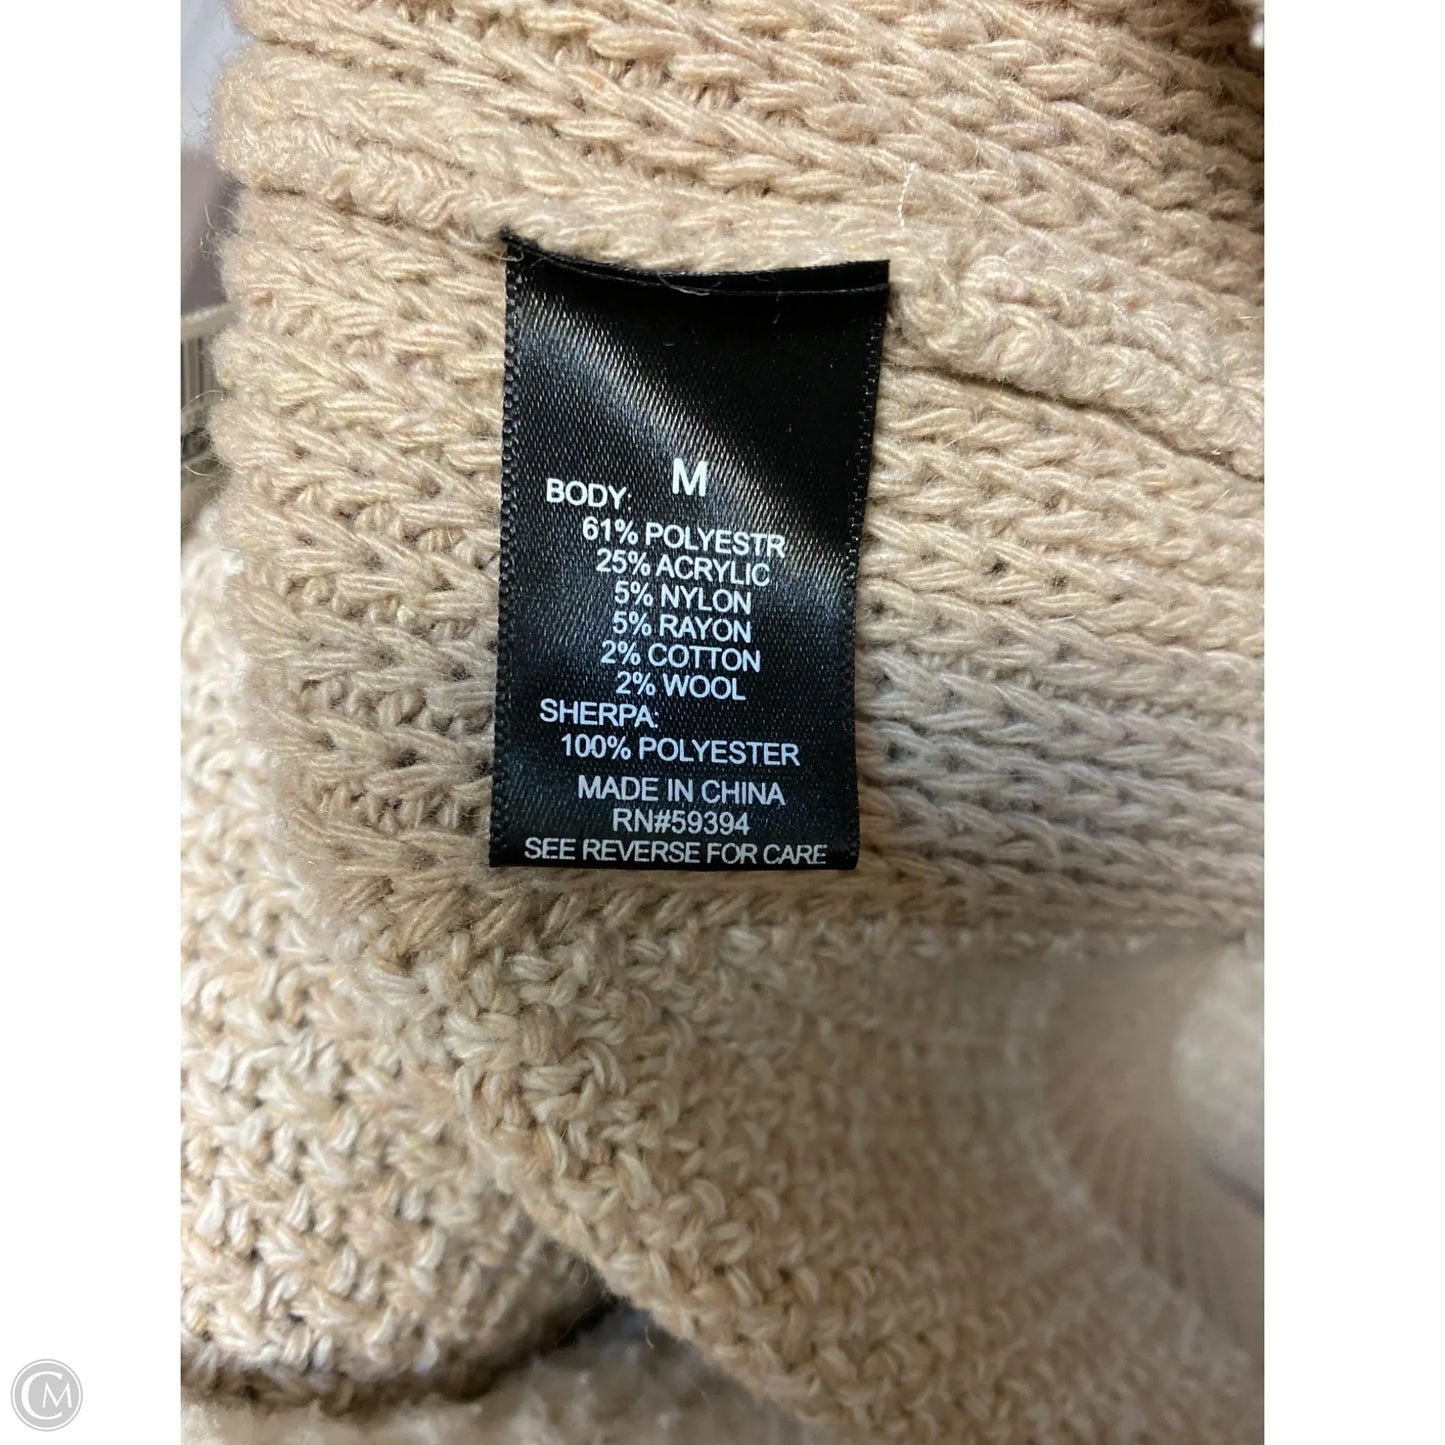 M
BODY:
61% POLYESTR
25% ACRYLIC
5% NYLON
5% RAYON
2% COTTON
2% WOOL
SHERPA:
100% POLYESTER
MADE IN CHINA
RN#59394
SEE REVERSE FOR CARE
CM